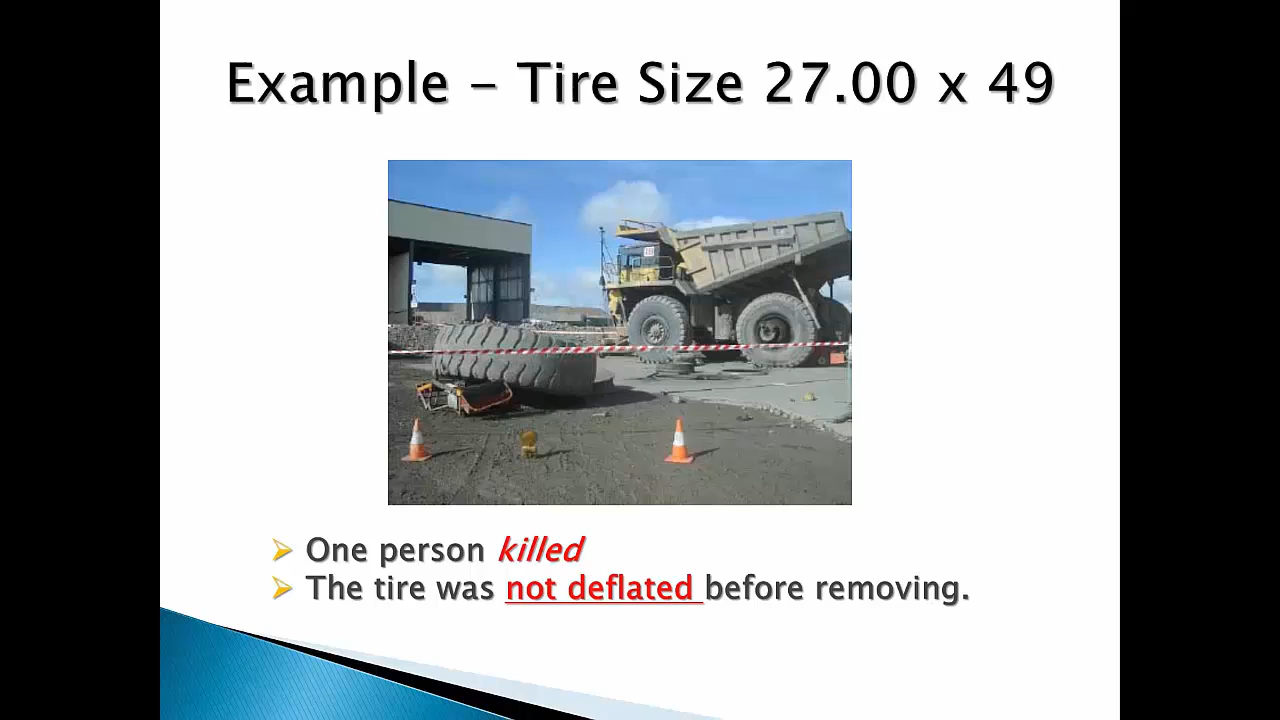 Example - Tire Size 27.00 x 49
One person killed
The tire was not deflated before removing.